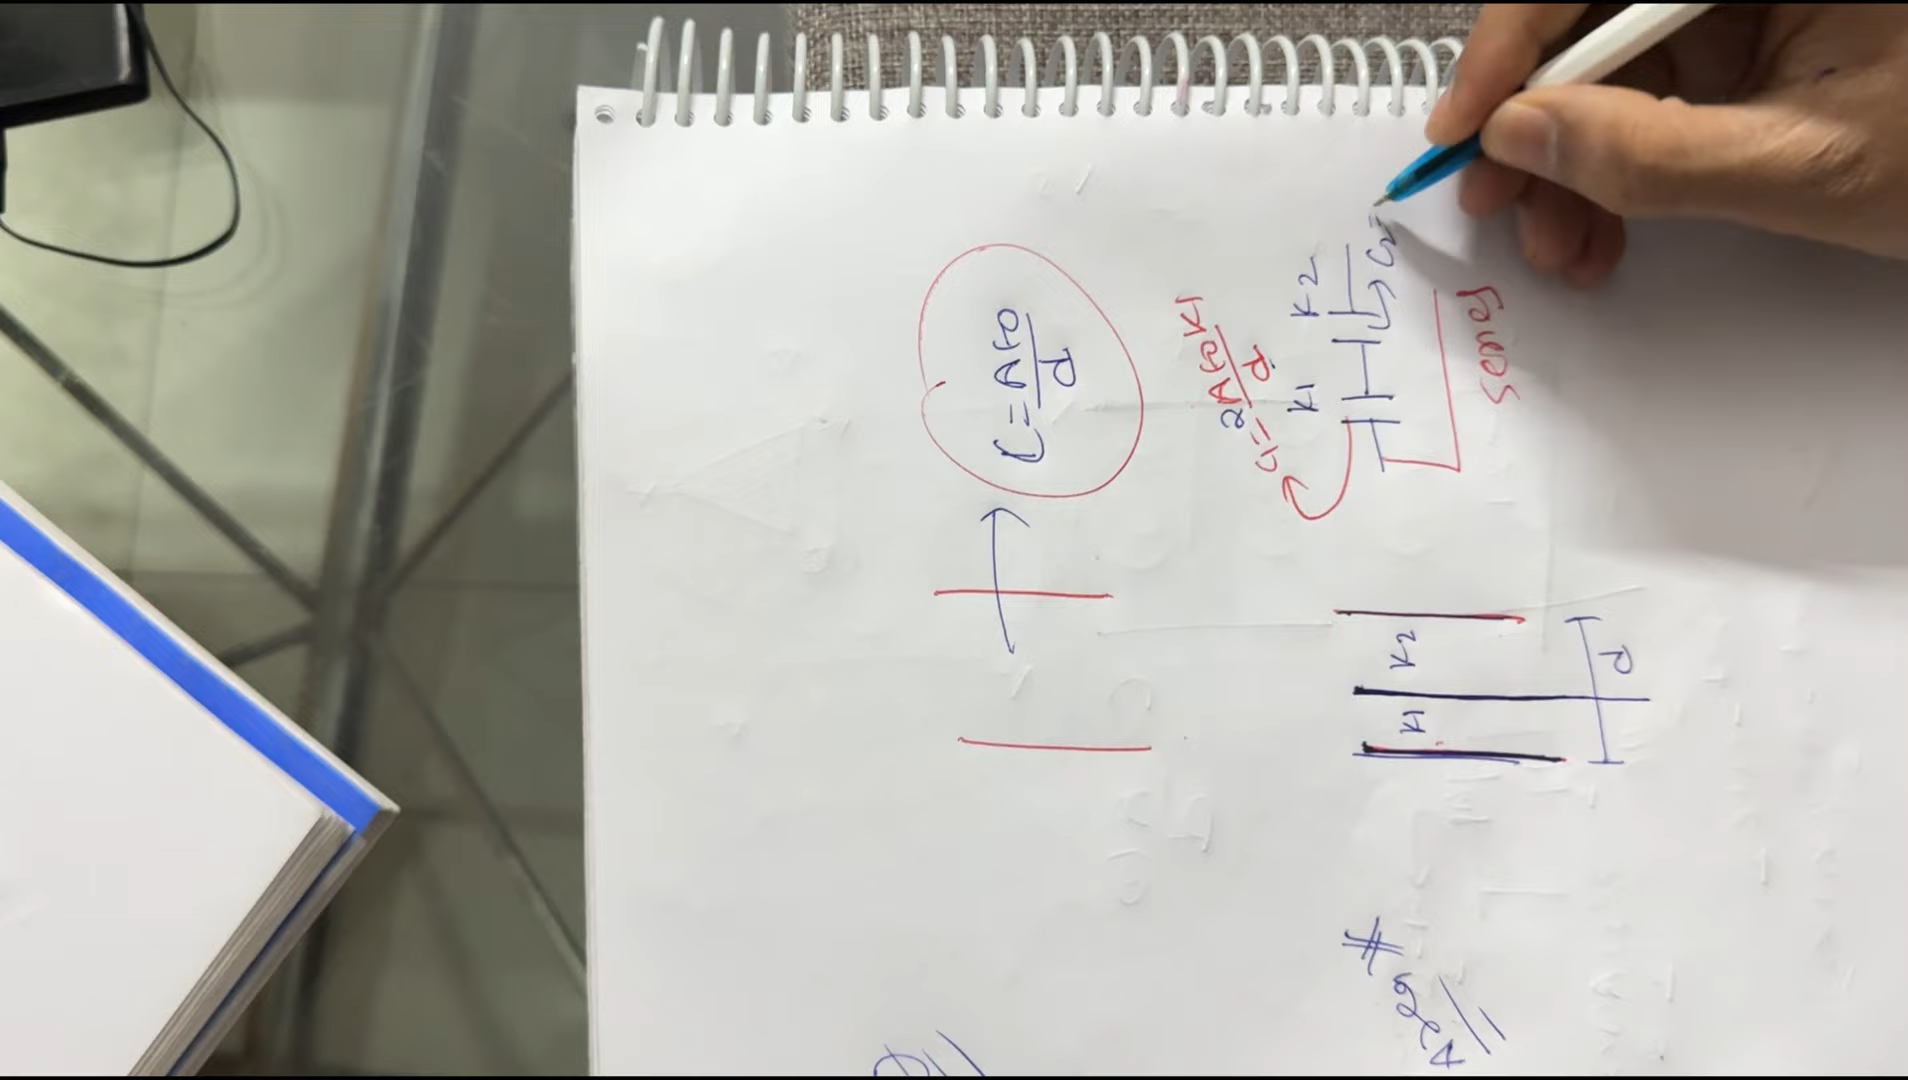 Series
K1 K2
C2=
C1=2Aε0K1
d
C=Aε0
d
K1 K2
d
#